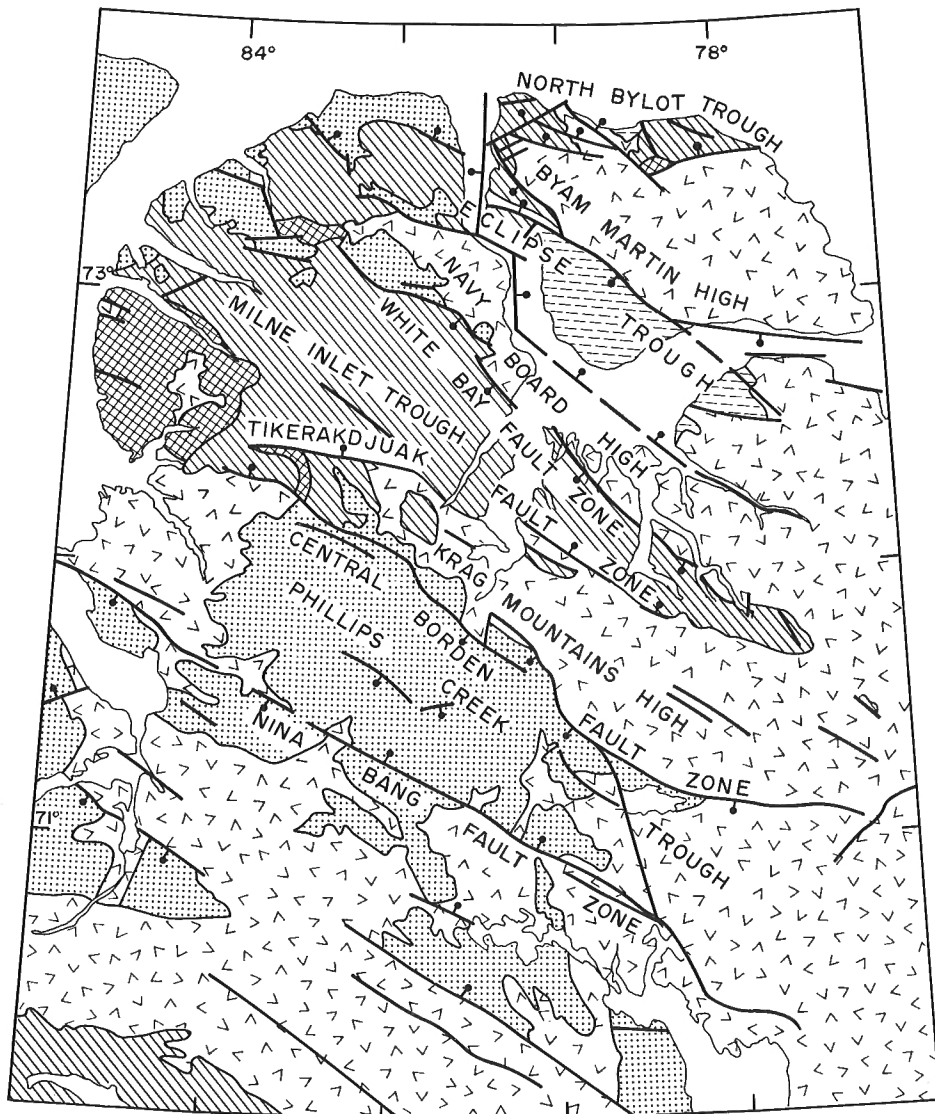 84°
78°
NORTH BYLOT TROUGH
BYAM MARTIN HIGH
ECLIPSE TROUGH
73°
NAVY BOARD HIGH
WHITE BAY FAULT ZONE
MILNE INLET TROUGH
TIKERAKDJUAK FAULT ZONE
KRAG MOUNTAINS HIGH
CENTRAL BORDEN FAULT ZONE
PHILLIPS CREEK TROUGH
NINA BANG FAULT ZONE
71°